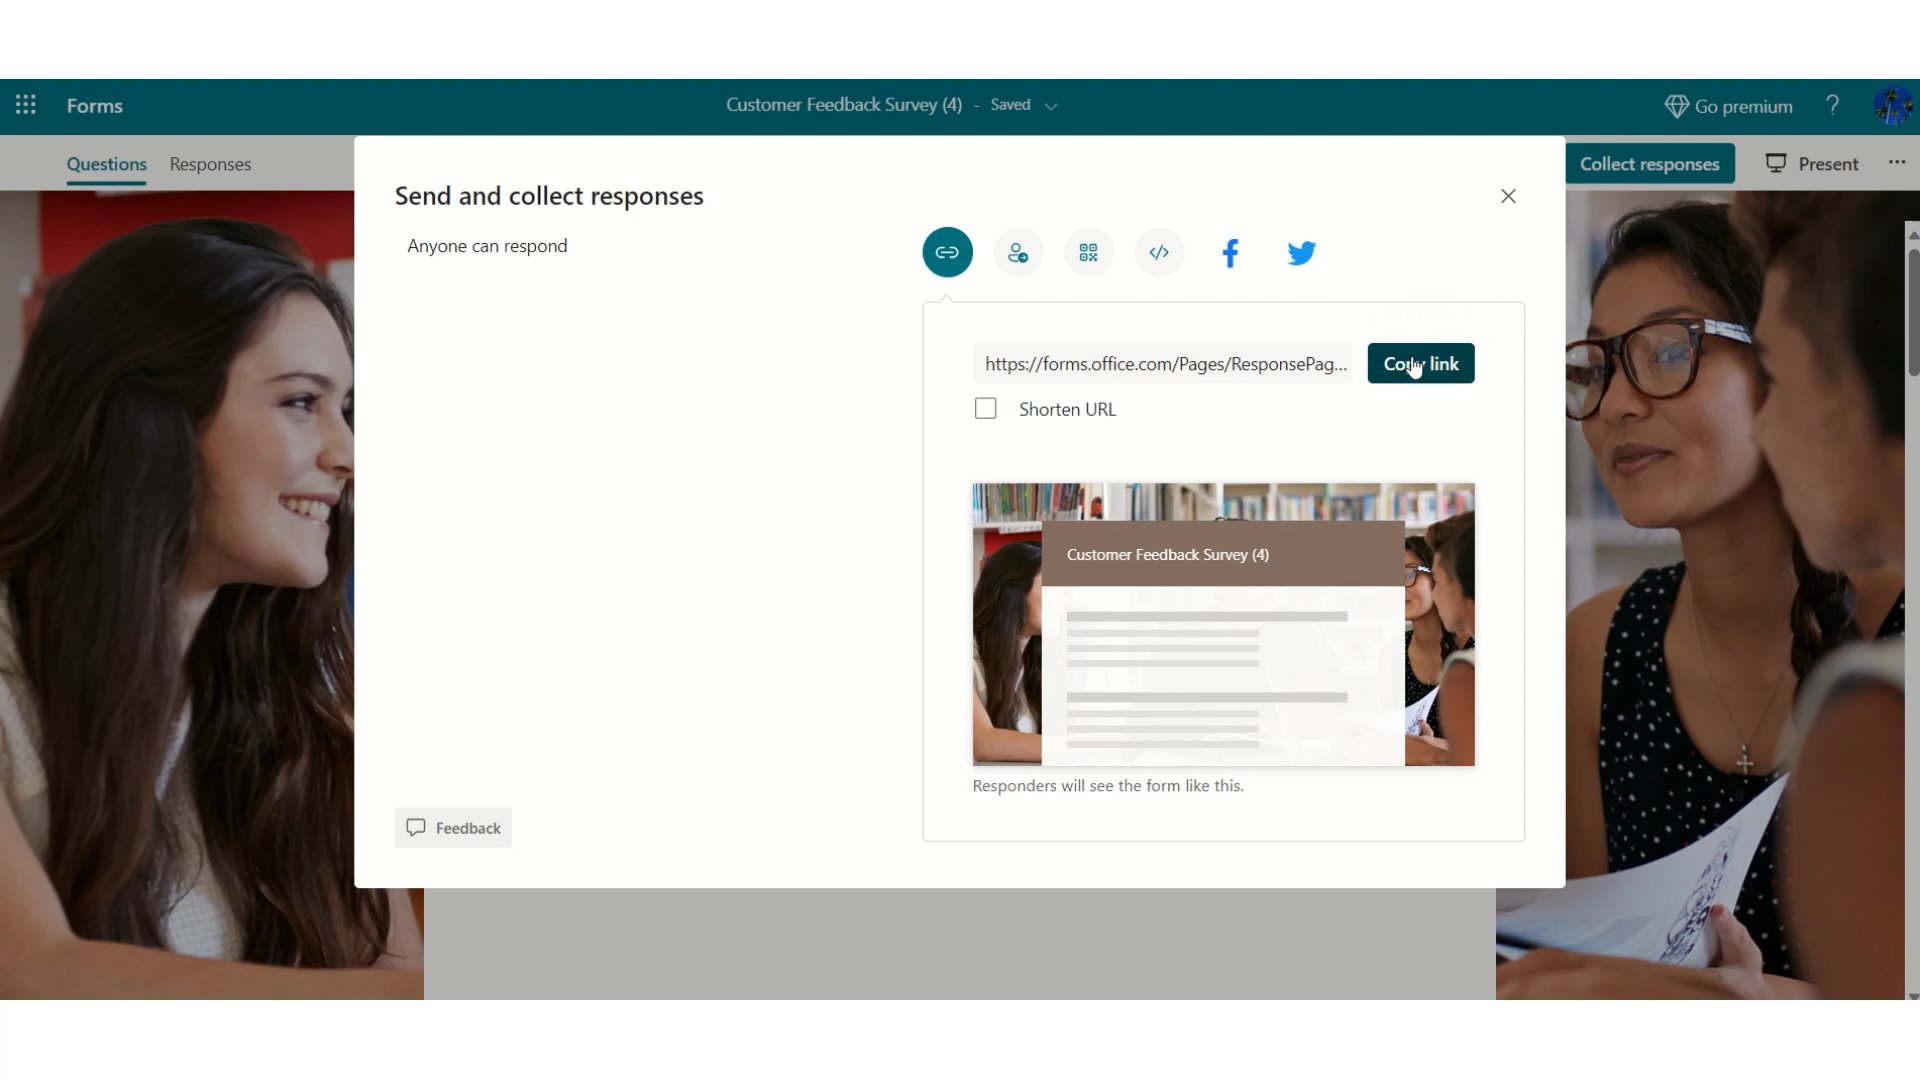 Forms
Customer Feedback Survey (4) - Saved
Go premium ?
Questions Responses
Collect responses Present ...
Send and collect responses
Anyone can respond
https://forms.office.com/Pages/ResponsePag... Copy link
Shorten URL
Customer Feedback Survey (4)
Responders will see the form like this.
Feedback